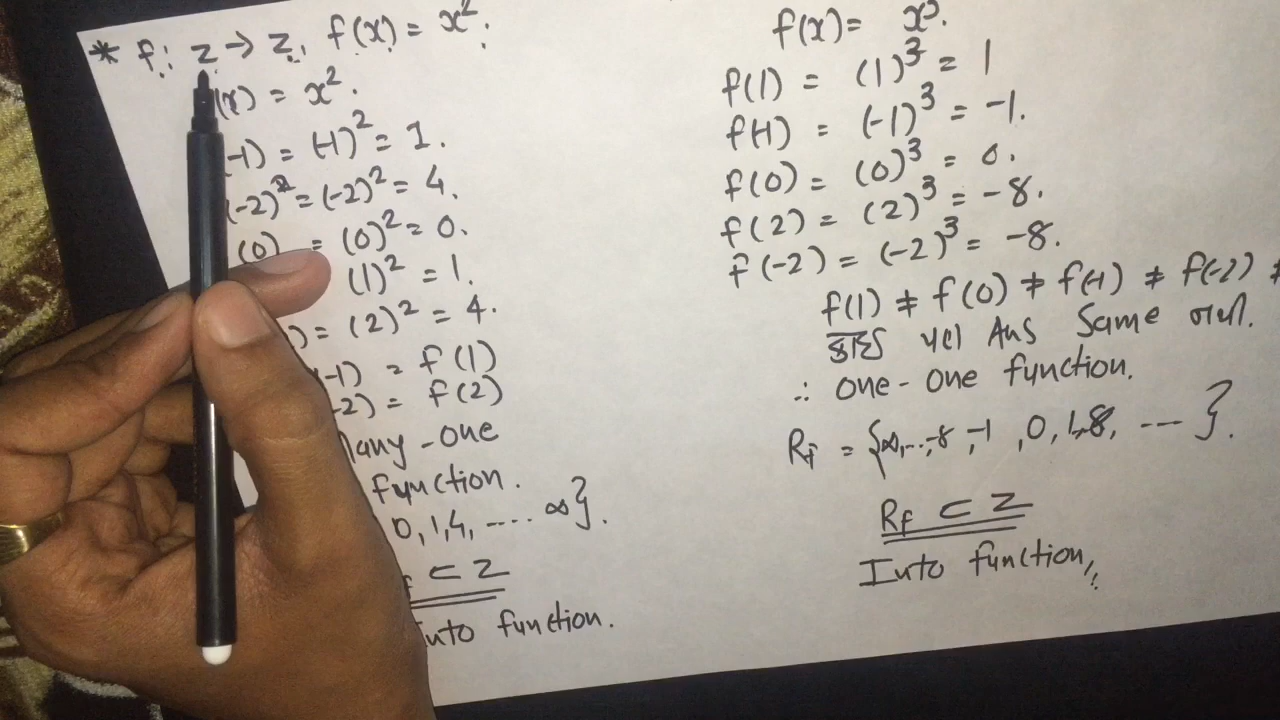 * f: Z → Z, f(x) = x².
(x) = x².
-1) = (-1)² = 1.
(-2)² = (-2)² = 4.
(0) = (0)² = 0.
(1)² = 1.
) = (2)² = 4.
-1) = f(1)
-2) = f(2)
any-one
function.
0, 1, 4, .... ∞}.
f ⊂ Z
Into function.
f(x) = x³.
f(1) = (1)³ = 1
f(-1) = (-1)³ = -1.
f(0) = (0)³ = 0.
f(2) = (2)³ = -8.
f(-2) = (-2)³ = -8.
f(1) ≠ f(0) ≠ f(-1) ≠ f(-2) ≠
કોઈ પણ Ans Same નથી.
∴ one-one function.
Rf = {∞,...,-8, -1, 0, 1, 8, --- }.
Rf ⊂ Z
Into function,